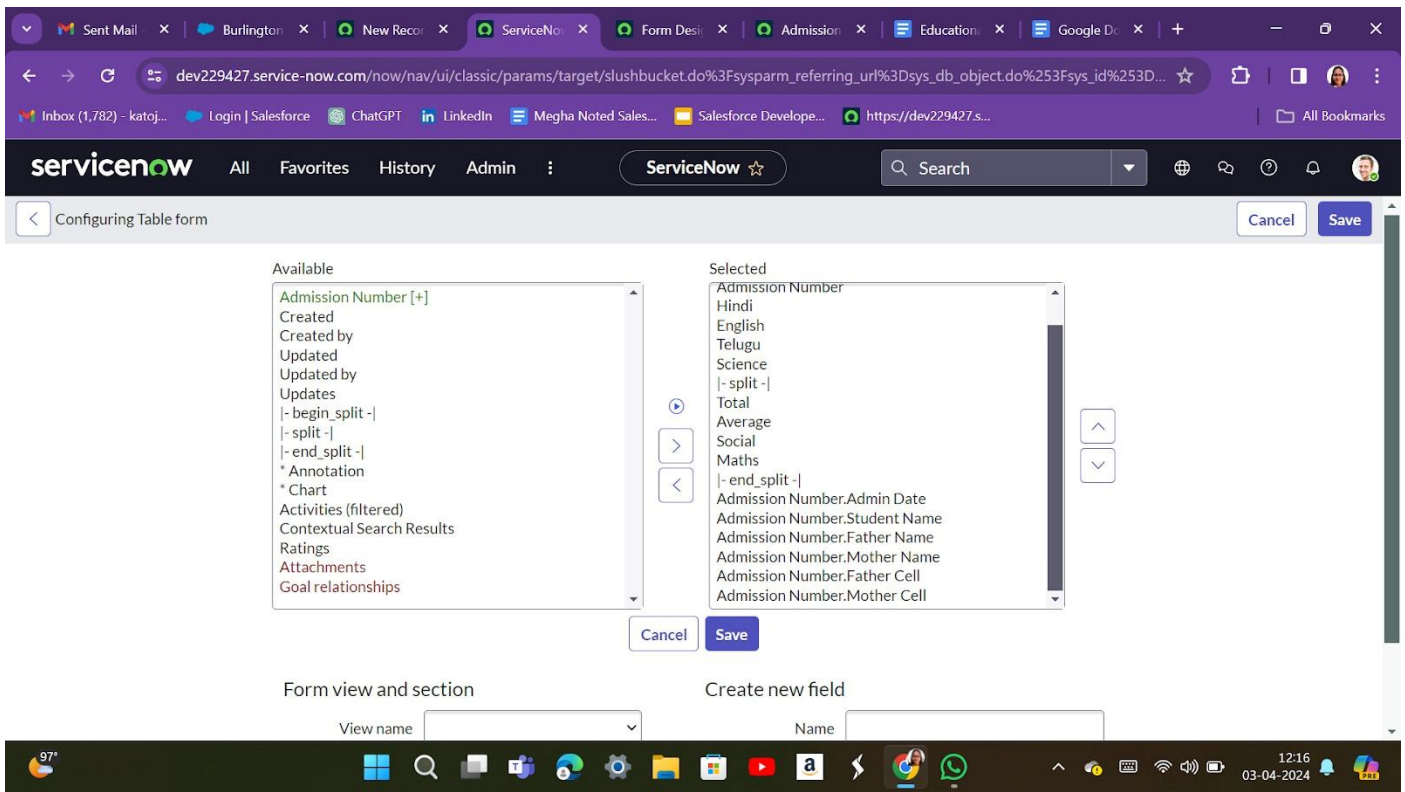 Sent Mail -
Burlington
New Recor
ServiceNov
Form Desig
Admission
Educationa
Google Do
dev229427.service-now.com/now/nav/ui/classic/params/target/slushbucket.do%3Fsysparm_referring_url%3Dsys_db_object.do%253Fsys_id%253D...
Inbox (1,782) - katoj...
Login | Salesforce
ChatGPT
LinkedIn
Megha Noted Sales...
Salesforce Develope...
https://dev229427.s...
All Bookmarks
servicenow
All
Favorites
History
Admin
ServiceNow
Search
Configuring Table form
Cancel
Save
Available
Admission Number [+]
Created
Created by
Updated
Updated by
Updates
|- begin_split -|
|- split -|
|- end_split -|
* Annotation
* Chart
Activities (filtered)
Contextual Search Results
Ratings
Attachments
Goal relationships
Selected
Admission Number
Hindi
English
Telugu
Science
|- split -|
Total
Average
Social
Maths
|- end_split -|
Admission Number.Admin Date
Admission Number.Student Name
Admission Number.Father Name
Admission Number.Mother Name
Admission Number.Father Cell
Admission Number.Mother Cell
Cancel
Save
Form view and section
View name
Create new field
Name
97°
12:16
03-04-2024
PRE